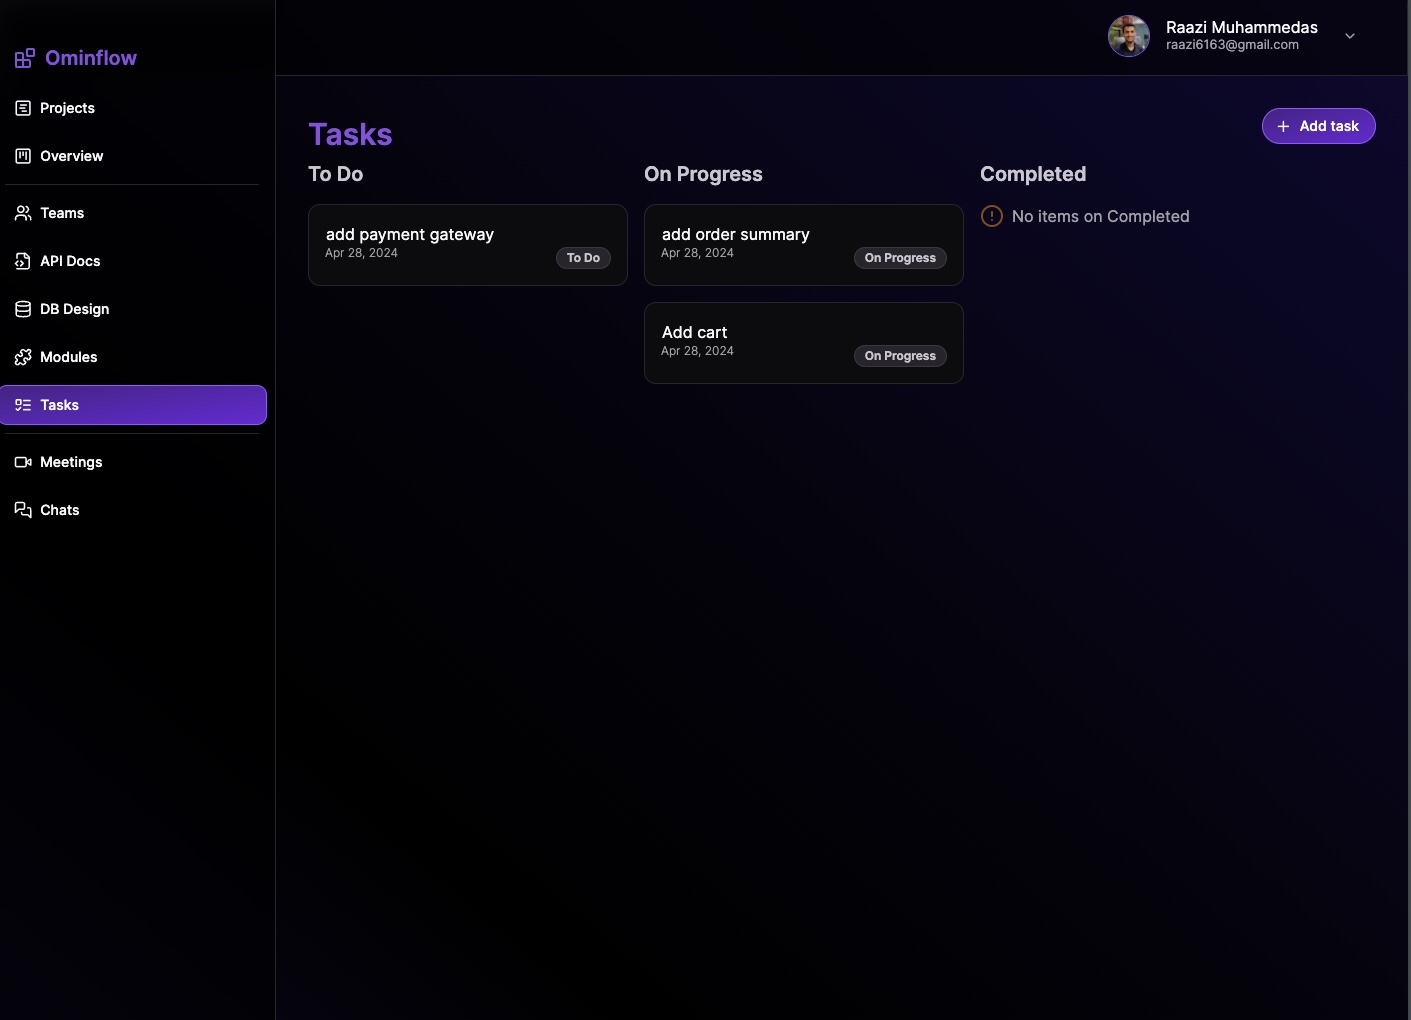 Ominflow
Projects
Overview
Teams
API Docs
DB Design
Modules
Tasks
Meetings
Chats
Raazi Muhammedas
raazi6163@gmail.com
Tasks
Add task
To Do
add payment gateway
Apr 28, 2024
To Do
On Progress
add order summary
Apr 28, 2024
On Progress
Add cart
Apr 28, 2024
On Progress
Completed
No items on Completed